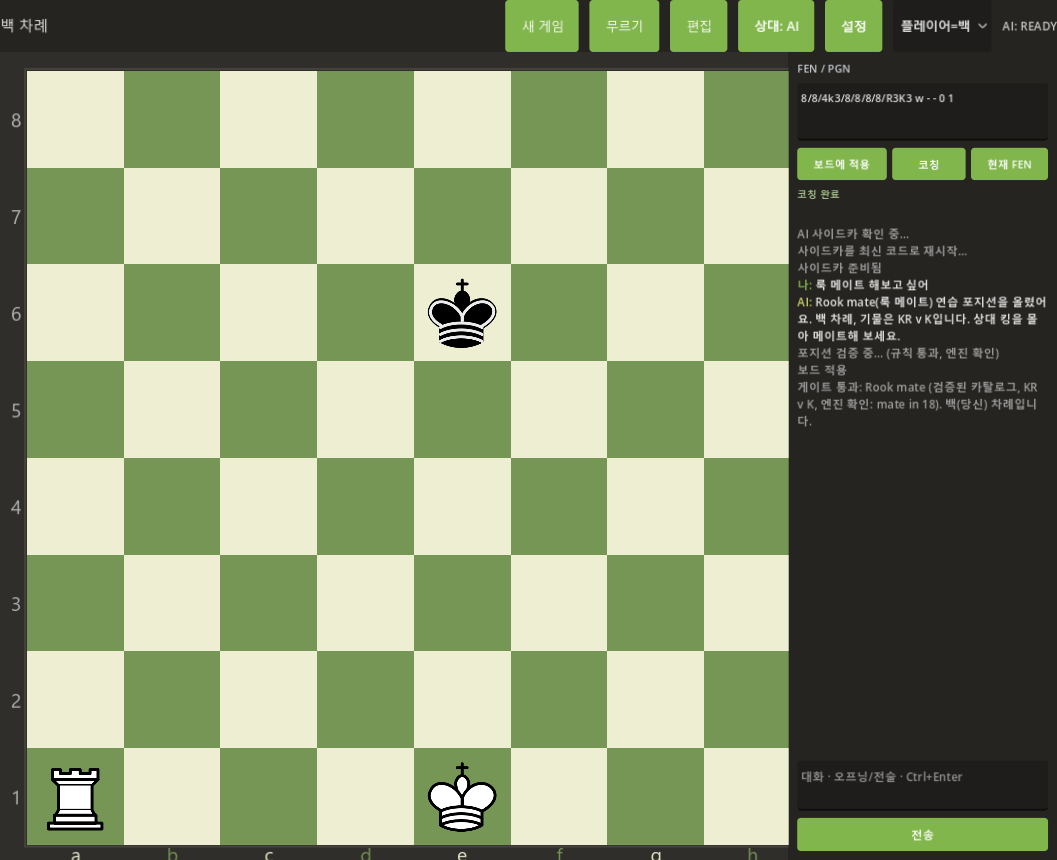 백 차례
새 게임
무르기
편집
상대: AI
설정
플레이어=백
AI: READY
FEN / PGN
8/8/4k3/8/8/8/8/R3K3 w - - 0 1
보드에 적용
코칭
현재 FEN
코칭 완료
AI 사이드카 확인 중...
사이드카를 최신 코드로 재시작...
사이드카 준비됨
나: 룩 메이트 해보고 싶어
AI: Rook mate(룩 메이트) 연습 포지션을 올렸어
요. 백 차례, 기물은 KR v K입니다. 상대 킹을 몰
아 메이트해 보세요.
포지션 검증 중... (규칙 통과, 엔진 확인)
보드 적용
게이트 통과: Rook mate (검증된 카탈로그, KR
v K, 엔진 확인: mate in 18). 백(당신) 차례입니
다.
8
7
6
5
4
3
2
1
a
b
c
d
e
f
g
h
대화 · 오프닝/전술 · Ctrl+Enter
전송